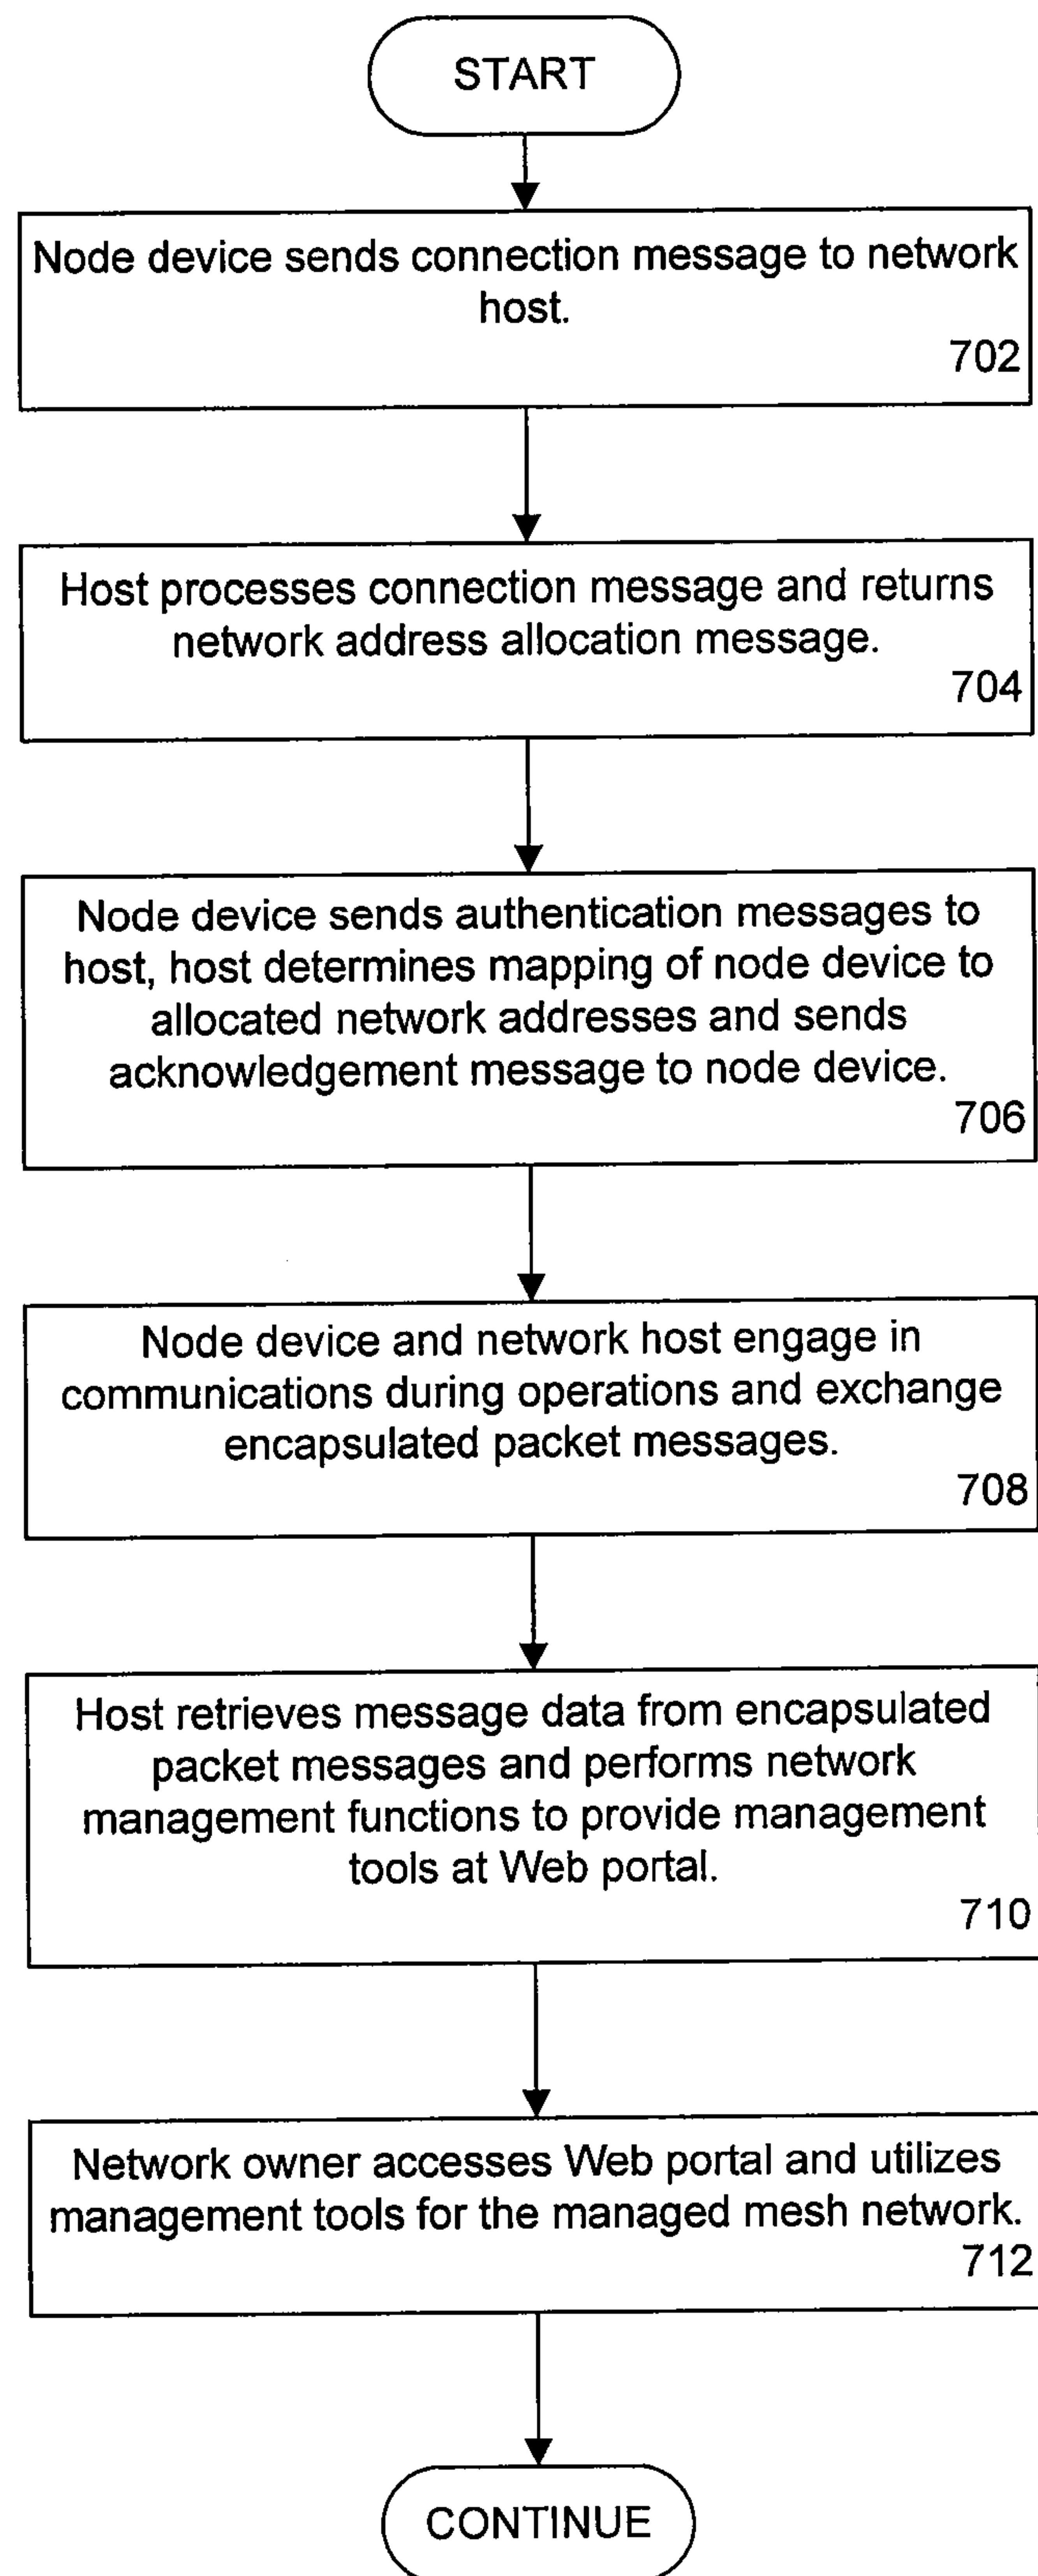 START
Node device sends connection message to network
host.
702
Host processes connection message and returns
network address allocation message.
704
Node device sends authentication messages to
host, host determines mapping of node device to
allocated network addresses and sends
acknowledgement message to node device.
706
Node device and network host engage in
communications during operations and exchange
encapsulated packet messages.
708
Host retrieves message data from encapsulated
packet messages and performs network
management functions to provide management
tools at Web portal.
710
Network owner accesses Web portal and utilizes
management tools for the managed mesh network.
712
CONTINUE